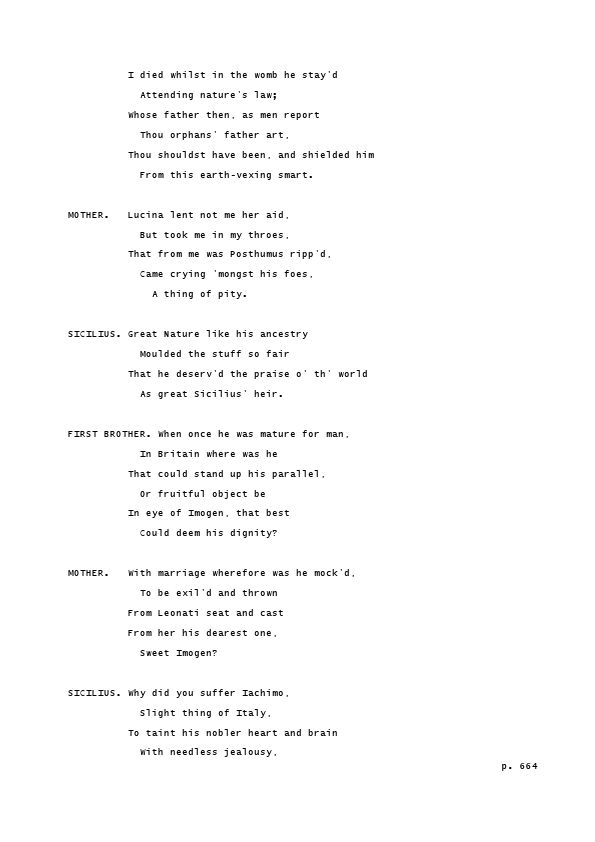 I died whilst in the womb he stay'd
Attending nature's law;
Whose father then, as men report
Thou orphans' father art,
Thou shouldst have been, and shielded him
From this earth-vexing smart.
MOTHER. Lucina lent not me her aid,
But took me in my throes,
That from me was Posthumus ripp'd,
Came crying 'mongst his foes,
A thing of pity.
SICILIUS. Great Nature like his ancestry
Moulded the stuff so fair
That he deserv'd the praise o' th' world
As great Sicilius' heir.
FIRST BROTHER. When once he was mature for man,
In Britain where was he
That could stand up his parallel,
Or fruitful object be
In eye of Imogen, that best
Could deem his dignity?
MOTHER. With marriage wherefore was he mock'd,
To be exil'd and thrown
From Leonati seat and cast
From her his dearest one,
Sweet Imogen?
SICILIUS. Why did you suffer Iachimo,
Slight thing of Italy,
To taint his nobler heart and brain
With needless jealousy,
p. 664